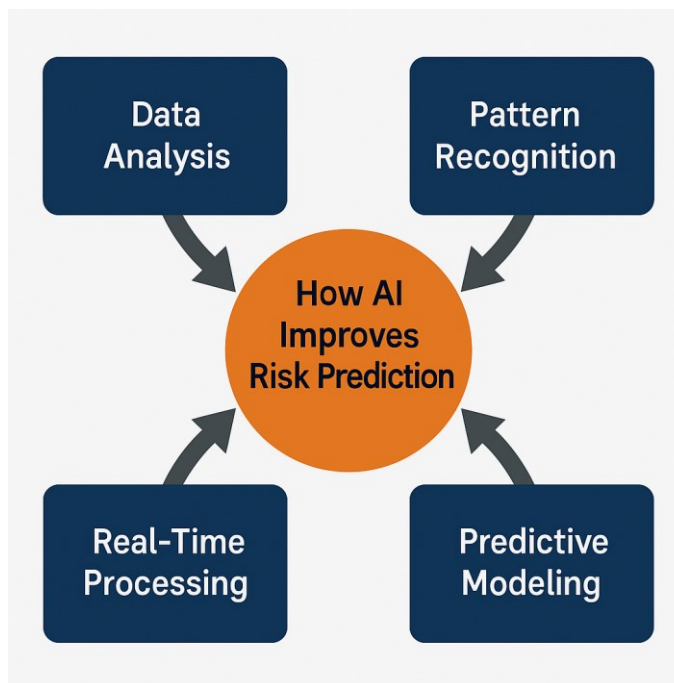 Data
Analysis
Pattern
Recognition
How AI
Improves
Risk Prediction
Real-Time
Processing
Predictive
Modeling